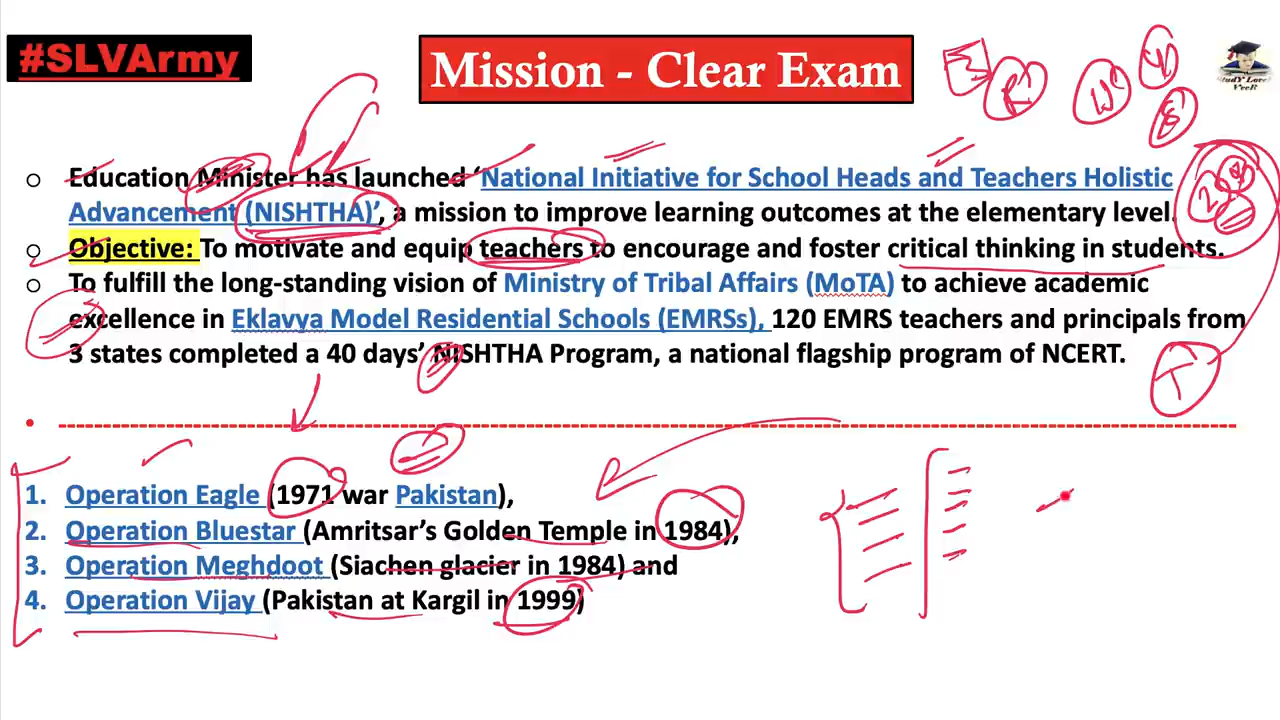 #SLVArmy
Mission - Clear Exam
StudY Lover
VeeR
o Education Minister has launched ‘National Initiative for School Heads and Teachers Holistic
Advancement (NISHTHA)’, a mission to improve learning outcomes at the elementary level.
o Objective: To motivate and equip teachers to encourage and foster critical thinking in students.
o To fulfill the long-standing vision of Ministry of Tribal Affairs (MoTA) to achieve academic
excellence in Eklavya Model Residential Schools (EMRSs), 120 EMRS teachers and principals from
3 states completed a 40 days’ NISHTHA Program, a national flagship program of NCERT.
T
1. Operation Eagle (1971 war Pakistan),
2. Operation Bluestar (Amritsar’s Golden Temple in 1984),
3. Operation Meghdoot (Siachen glacier in 1984) and
4. Operation Vijay (Pakistan at Kargil in 1999)